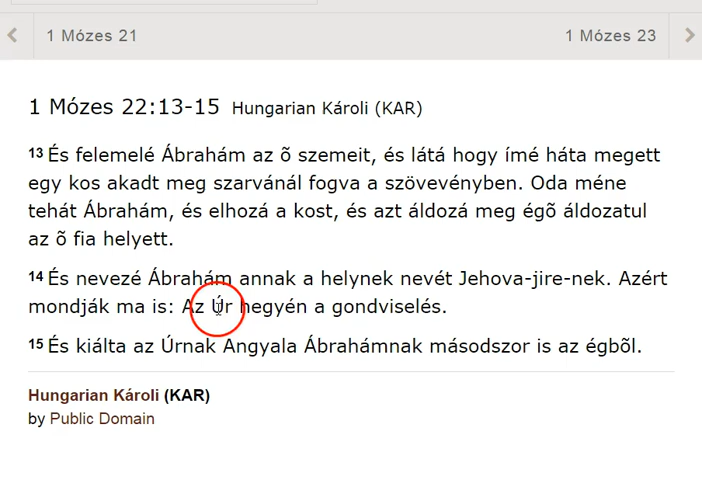 1 Mózes 21
1 Mózes 23
1 Mózes 22:13-15 Hungarian Károli (KAR)
13 És felemelé Ábrahám az õ szemeit, és látá hogy ímé háta megett
egy kos akadt meg szarvánál fogva a szövevényben. Oda méne
tehát Ábrahám, és elhozá a kost, és azt áldozá meg égõ áldozatul
az õ fia helyett.
14 És nevezé Ábrahám annak a helynek nevét Jehova-jire-nek. Azért
mondják ma is: Az Úr hegyén a gondviselés.
15 És kiálta az Úrnak Angyala Ábrahámnak másodszor is az égbõl.
Hungarian Károli (KAR)
by Public Domain